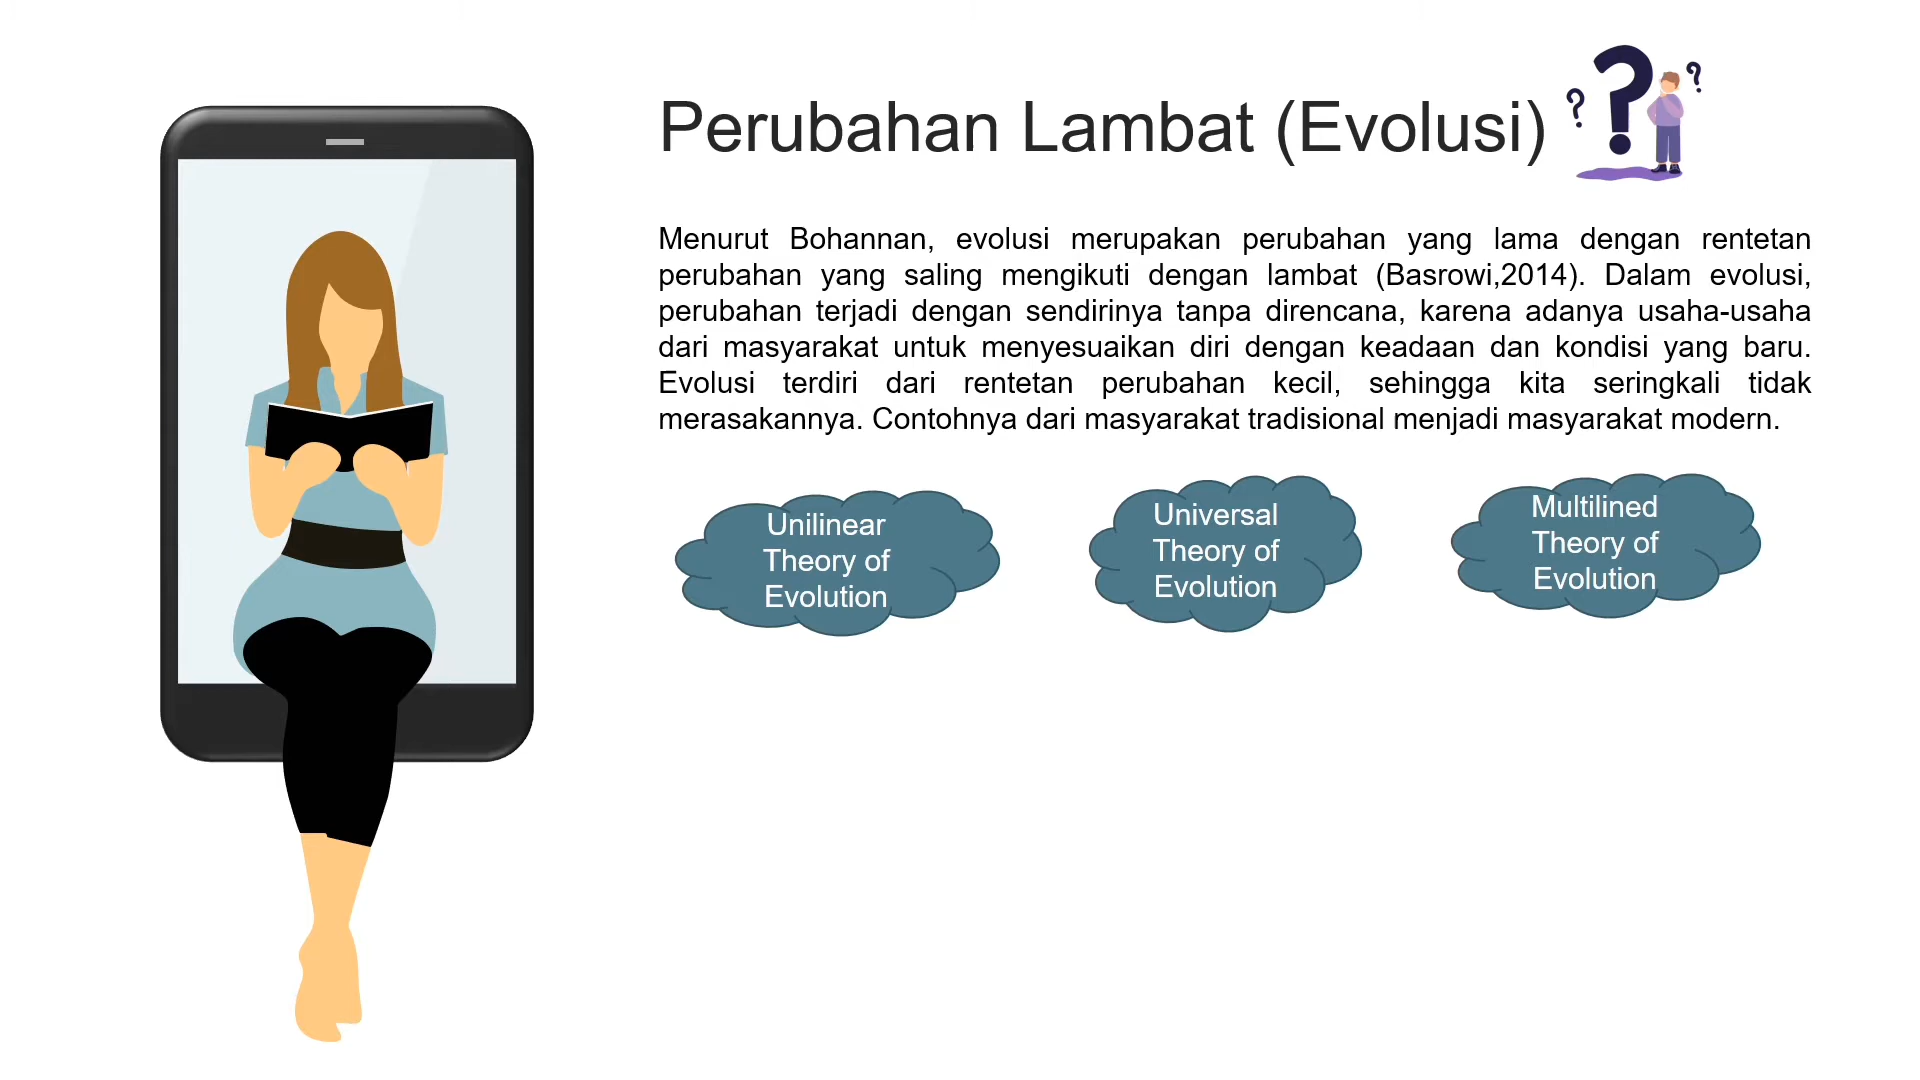 Perubahan Lambat (Evolusi)
Menurut Bohannan, evolusi merupakan perubahan yang lama dengan rentetan
perubahan yang saling mengikuti dengan lambat (Basrowi,2014). Dalam evolusi,
perubahan terjadi dengan sendirinya tanpa direncana, karena adanya usaha-usaha
dari masyarakat untuk menyesuaikan diri dengan keadaan dan kondisi yang baru.
Evolusi terdiri dari rentetan perubahan kecil, sehingga kita seringkali tidak
merasakannya. Contohnya dari masyarakat tradisional menjadi masyarakat modern.
Unilinear
Theory of
Evolution
Universal
Theory of
Evolution
Multilined
Theory of
Evolution